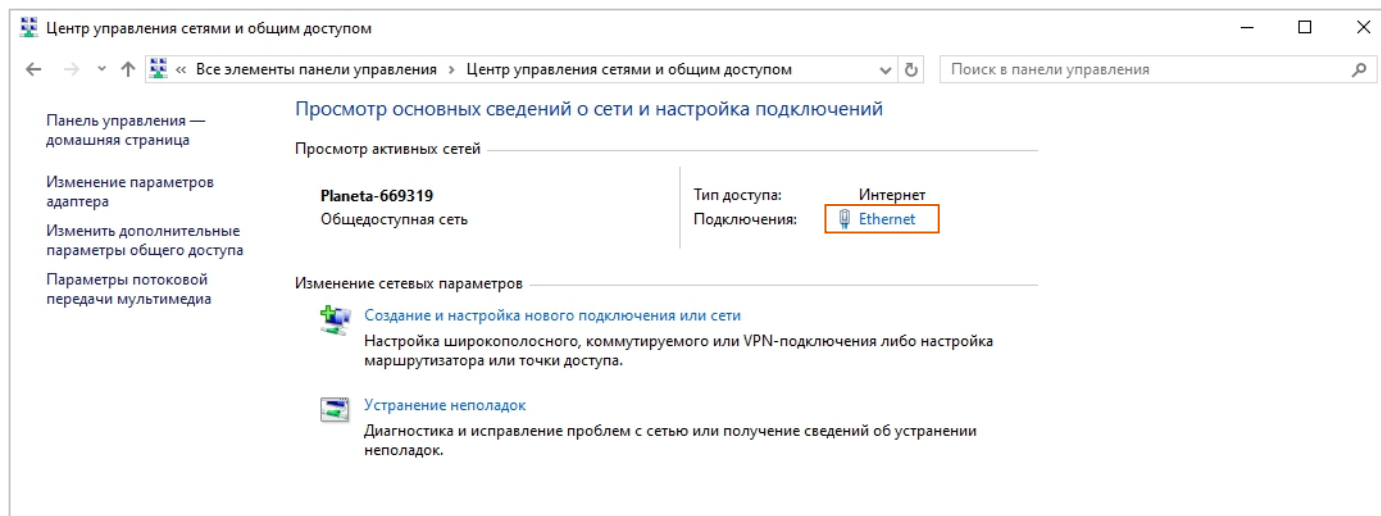 Центр управления сетями и общим доступом
« Все элементы панели управления › Центр управления сетями и общим доступом
Поиск в панели управления
Панель управления —
домашняя страница
Изменение параметров
адаптера
Изменить дополнительные
параметры общего доступа
Параметры потоковой
передачи мультимедиа
Просмотр основных сведений о сети и настройка подключений
Просмотр активных сетей
Planeta-669319
Общедоступная сеть
Тип доступа: Интернет
Подключения: Ethernet
Изменение сетевых параметров
Создание и настройка нового подключения или сети
Настройка широкополосного, коммутируемого или VPN-подключения либо настройка
маршрутизатора или точки доступа.
Устранение неполадок
Диагностика и исправление проблем с сетью или получение сведений об устранении
неполадок.